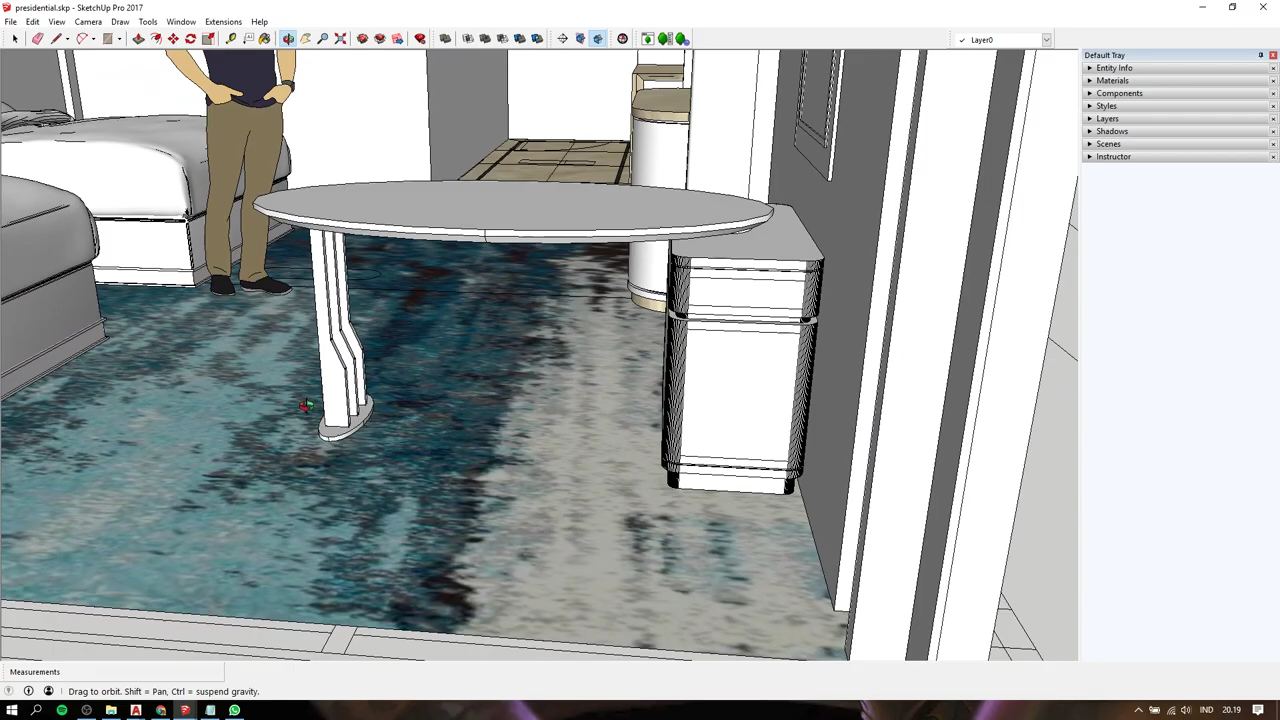 presidential.skp - SketchUp Pro 2017
File Edit View Camera Draw Tools Window Extensions Help
Layer0
Default Tray
Entity Info
Materials
Components
Styles
Layers
Shadows
Scenes
Instructor
Measurements
Drag to orbit. Shift = Pan, Ctrl = suspend gravity.
IND 20.19